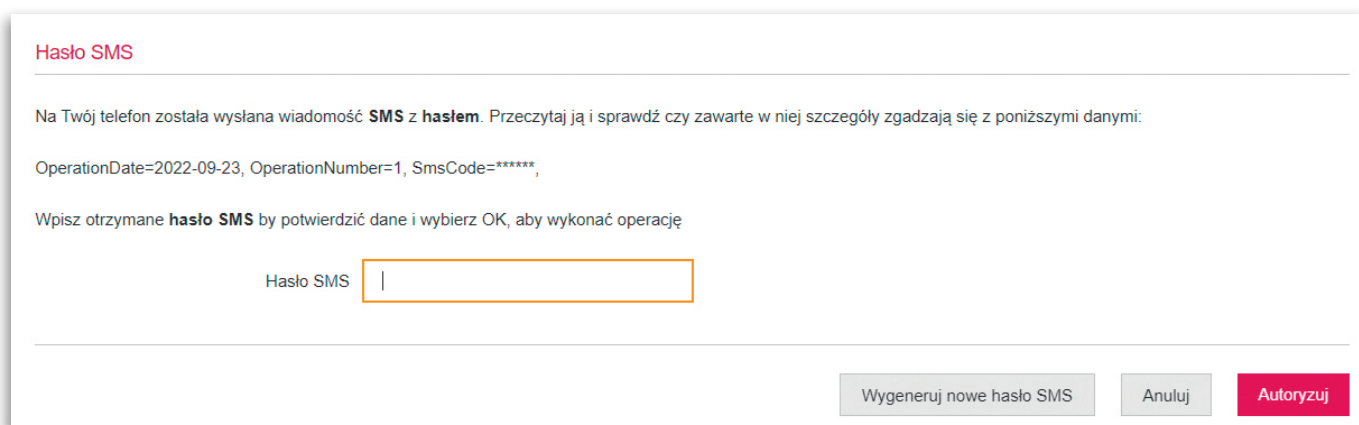 Hasło SMS
Na Twój telefon została wysłana wiadomość SMS z hasłem. Przeczytaj ją i sprawdź czy zawarte w niej szczegóły zgadzają się z poniższymi danymi:
OperationDate=2022-09-23, OperationNumber=1, SmsCode=******,
Wpisz otrzymane hasło SMS by potwierdzić dane i wybierz OK, aby wykonać operację
Hasło SMS
Wygeneruj nowe hasło SMS Anuluj Autoryzuj